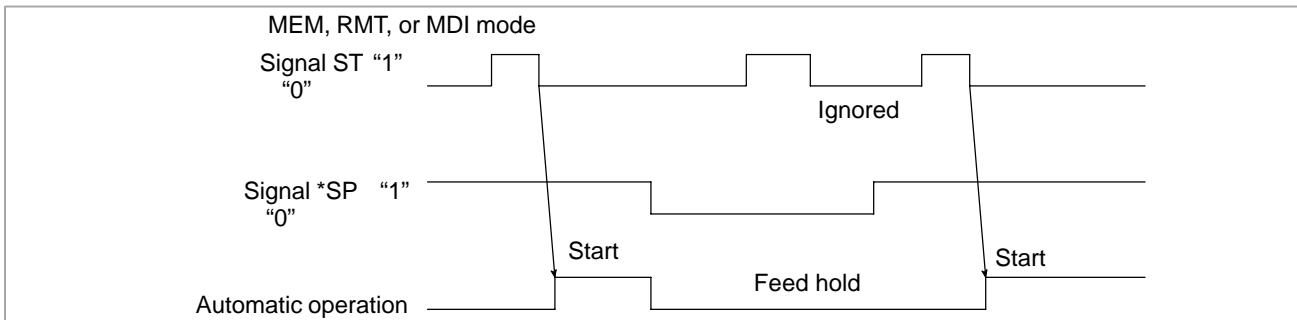 MEM, RMT, or MDI mode
Signal ST “1”
“0”
Ignored
Signal *SP “1”
“0”
Start
Start
Feed hold
Automatic operation